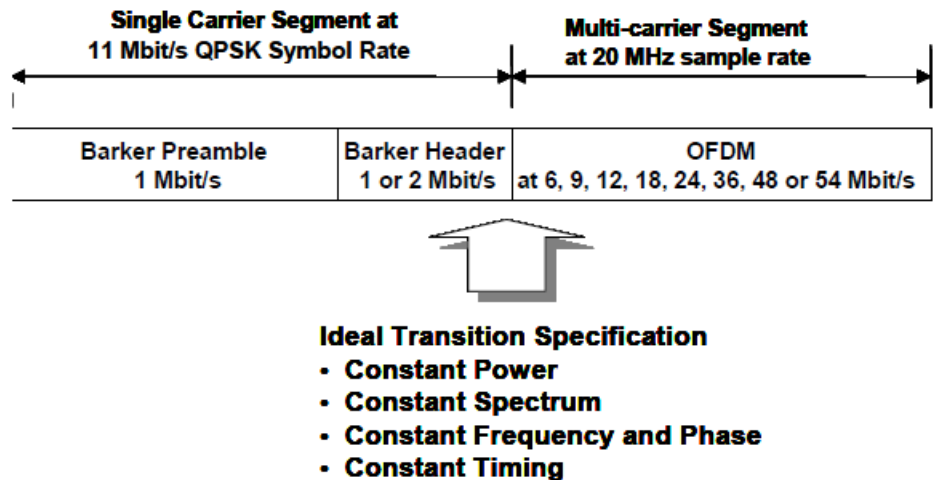 Single Carrier Segment at
11 Mbit/s QPSK Symbol Rate
Multi-carrier Segment
at 20 MHz sample rate
Barker Preamble
1 Mbit/s
Barker Header
1 or 2 Mbit/s
OFDM
at 6, 9, 12, 18, 24, 36, 48 or 54 Mbit/s
Ideal Transition Specification
• Constant Power
• Constant Spectrum
• Constant Frequency and Phase
• Constant Timing